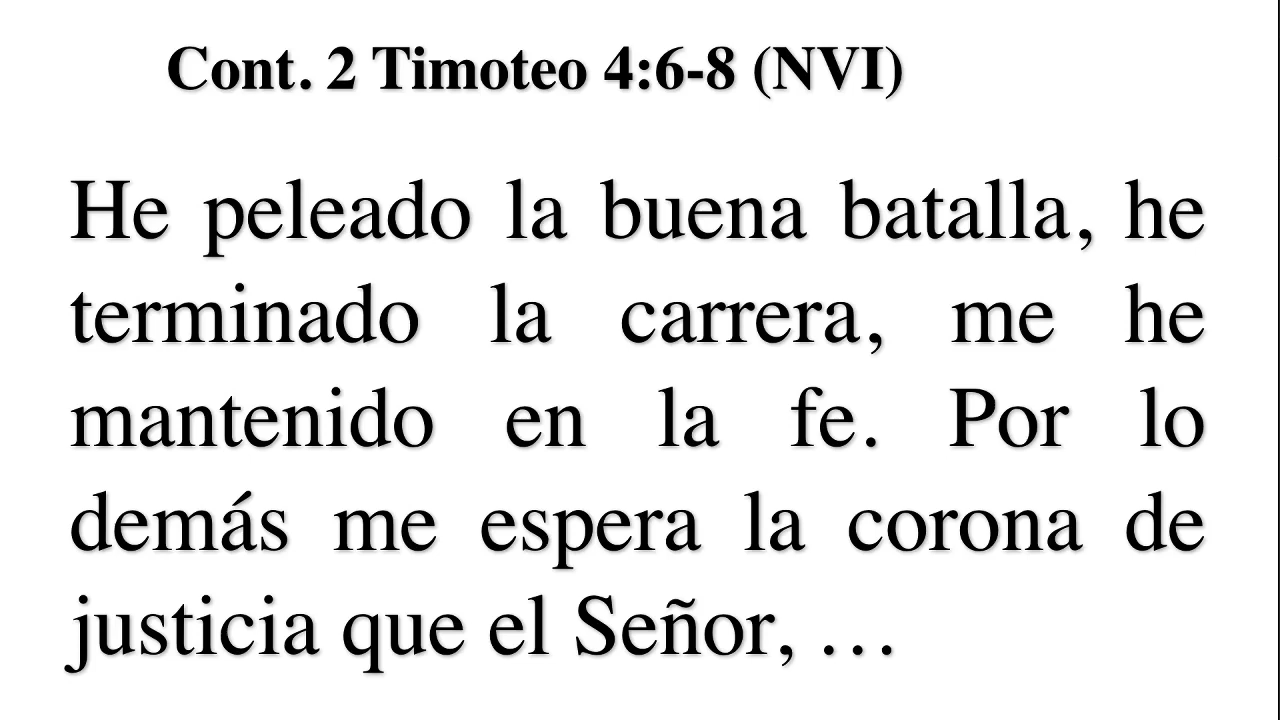 Cont. 2 Timoteo 4:6-8 (NVI)
He peleado la buena batalla, he
terminado la carrera, me he
mantenido en la fe. Por lo
demás me espera la corona de
justicia que el Señor, …